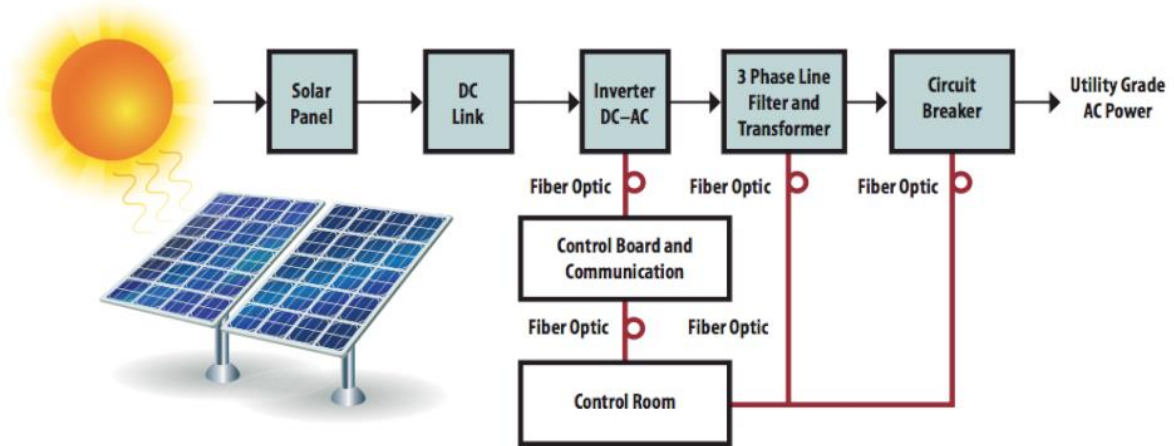 Solar
Panel
DC
Link
Inverter
DC–AC
3 Phase Line
Filter and
Transformer
Circuit
Breaker
Utility Grade
AC Power
Fiber Optic
Fiber Optic
Fiber Optic
Control Board and
Communication
Fiber Optic
Fiber Optic
Control Room